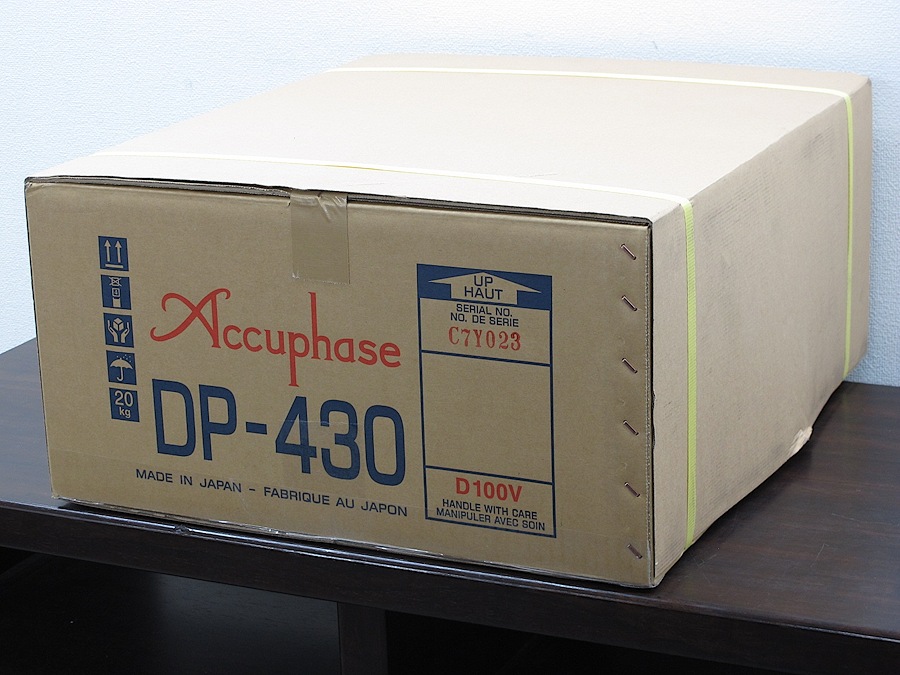 Accuphase
DP-430
MADE IN JAPAN - FABRIQUE AU JAPON
20
kg
UP
HAUT
SERIAL NO.
NO. DE SERIE
C7Y023
D100V
HANDLE WITH CARE
MANIPULER AVEC SOIN